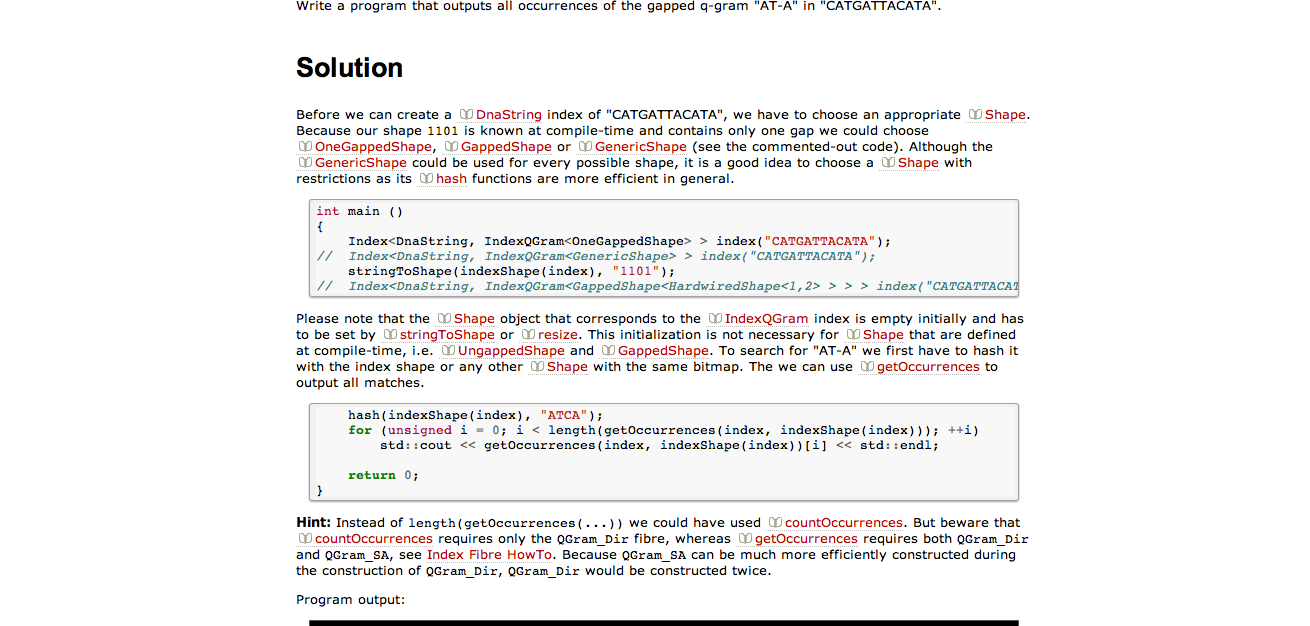 Write a program that outputs all occurrences of the gapped q-gram "AT-A" in "CATGATTACATA".
Solution
Before we can create a DnaString index of "CATGATTACATA", we have to choose an appropriate Shape.
Because our shape 1101 is known at compile-time and contains only one gap we could choose
OneGappedShape, GappedShape or GenericShape (see the commented-out code). Although the
GenericShape could be used for every possible shape, it is a good idea to choose a Shape with
restrictions as its hash functions are more efficient in general.
int main ()
{
    Index<DnaString, IndexQGram<OneGappedShape> > index("CATGATTACATA");
//  Index<DnaString, IndexQGram<GenericShape> > index("CATGATTACATA");
    stringToShape(indexShape(index), "1101");
//  Index<DnaString, IndexQGram<GappedShape<HardwiredShape<1,2> > > > index("CATGATTACAT
Please note that the Shape object that corresponds to the IndexQGram index is empty initially and has
to be set by stringToShape or resize. This initialization is not necessary for Shape that are defined
at compile-time, i.e. UngappedShape and GappedShape. To search for "AT-A" we first have to hash it
with the index shape or any other Shape with the same bitmap. The we can use getOccurrences to
output all matches.
    hash(indexShape(index), "ATCA");
    for (unsigned i = 0; i < length(getOccurrences(index, indexShape(index))); ++i)
        std::cout << getOccurrences(index, indexShape(index))[i] << std::endl;
    return 0;
}
Hint: Instead of length(getOccurrences(...)) we could have used countOccurrences. But beware that
countOccurrences requires only the QGram_Dir fibre, whereas getOccurrences requires both QGram_Dir
and QGram_SA, see Index Fibre HowTo. Because QGram_SA can be much more efficiently constructed during
the construction of QGram_Dir, QGram_Dir would be constructed twice.
Program output: